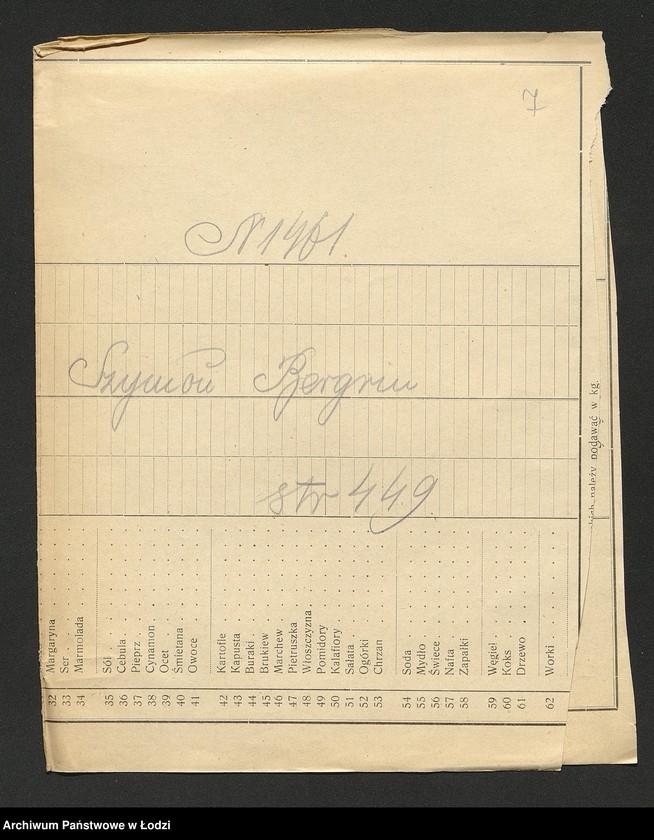 7
N 1461.
Szymon Bergrin
str 449
kich należy podawać w kg.
32 Margaryna
33 Ser
34 Marmolada
35 Sól
36 Cebula
37 Pieprz
38 Cynamon
39 Ocet
40 Śmietana
41 Owoce
42 Kartofle
43 Kapusta
44 Buraki
45 Brukiew
46 Marchew
47 Pietruszka
48 Włoszczyzna
49 Pomidory
50 Kalafiory
51 Sałata
52 Ogórki
53 Chrzan
54 Soda
55 Mydło
56 Świece
57 Nafta
58 Zapałki
59 Węgiel
60 Koks
61 Drzewo
62 Worki
Archiwum Państwowe w Łodzi